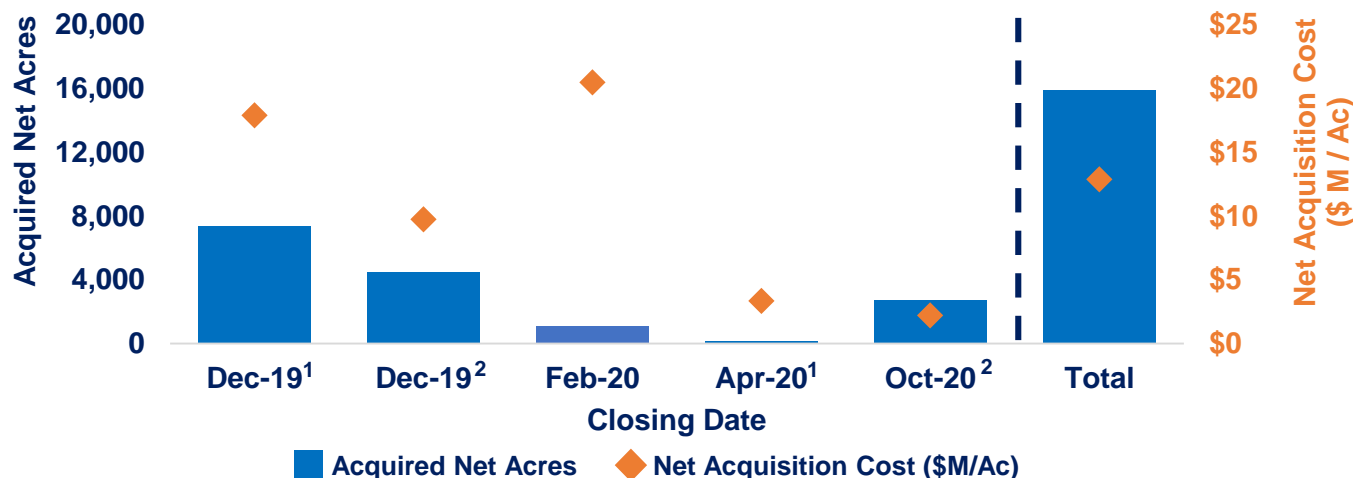 Acquired Net Acres
20,000
16,000
12,000
8,000
4,000
0
$25
$20
$15
$10
$5
$0
Net Acquisition Cost
($ M / Ac)
Dec-19¹ Dec-19² Feb-20 Apr-20¹ Oct-20² Total
Closing Date
Acquired Net Acres Net Acquisition Cost ($M/Ac)